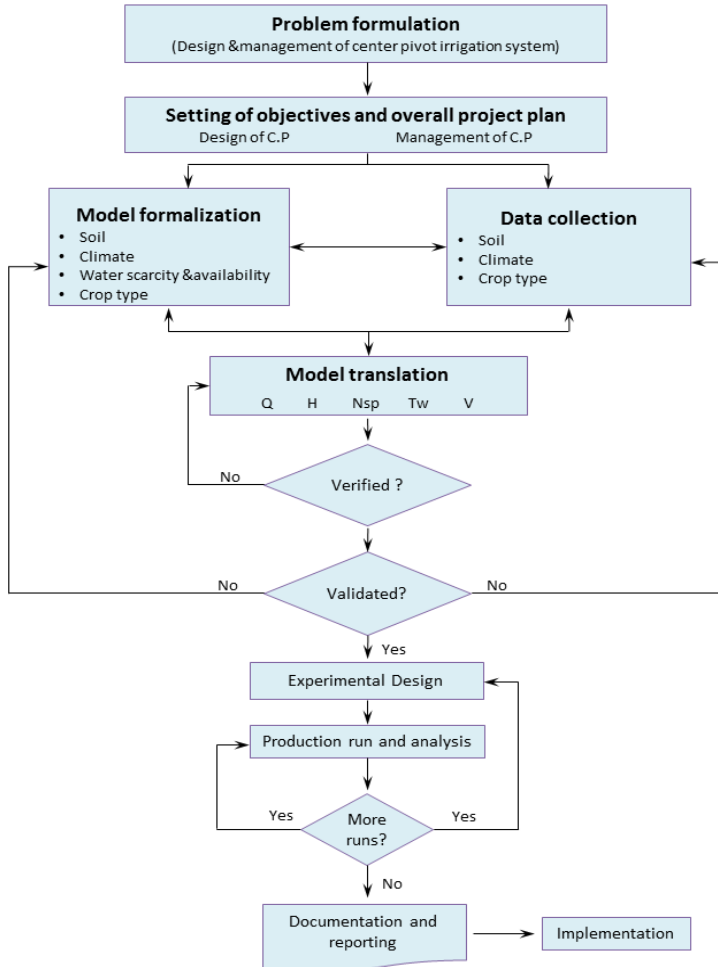 Problem formulation
(Design &management of center pivot irrigation system)
Setting of objectives and overall project plan
Design of C.P Management of C.P
Model formalization
• Soil
• Climate
• Water scarcity &availability
• Crop type
Data collection
• Soil
• Climate
• Crop type
Model translation
Q H Nsp Tw V
No
Verified ?
No
Validated?
No
Yes
Experimental Design
Production run and analysis
Yes
More
runs?
Yes
No
Documentation and
reporting
Implementation